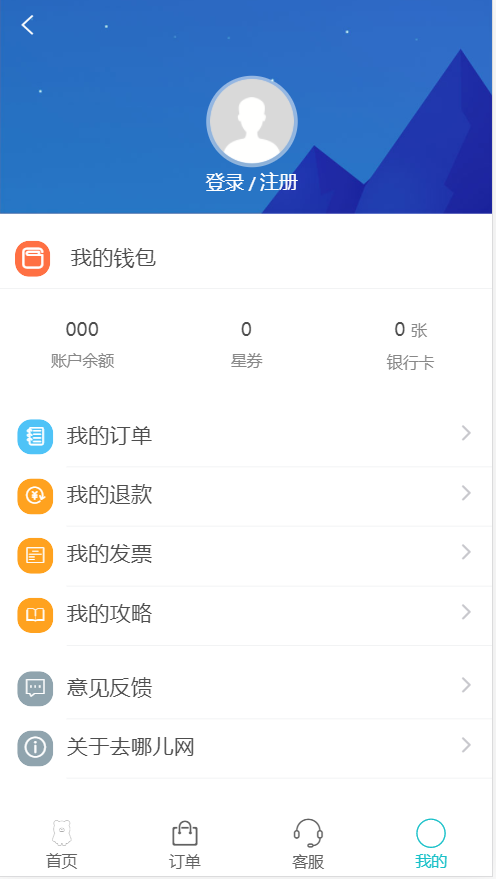 登录 / 注册
我的钱包
000 0 0 张
账户余额 星券 银行卡
我的订单
我的退款
我的发票
我的攻略
意见反馈
关于去哪儿网
首页 订单 客服 我的